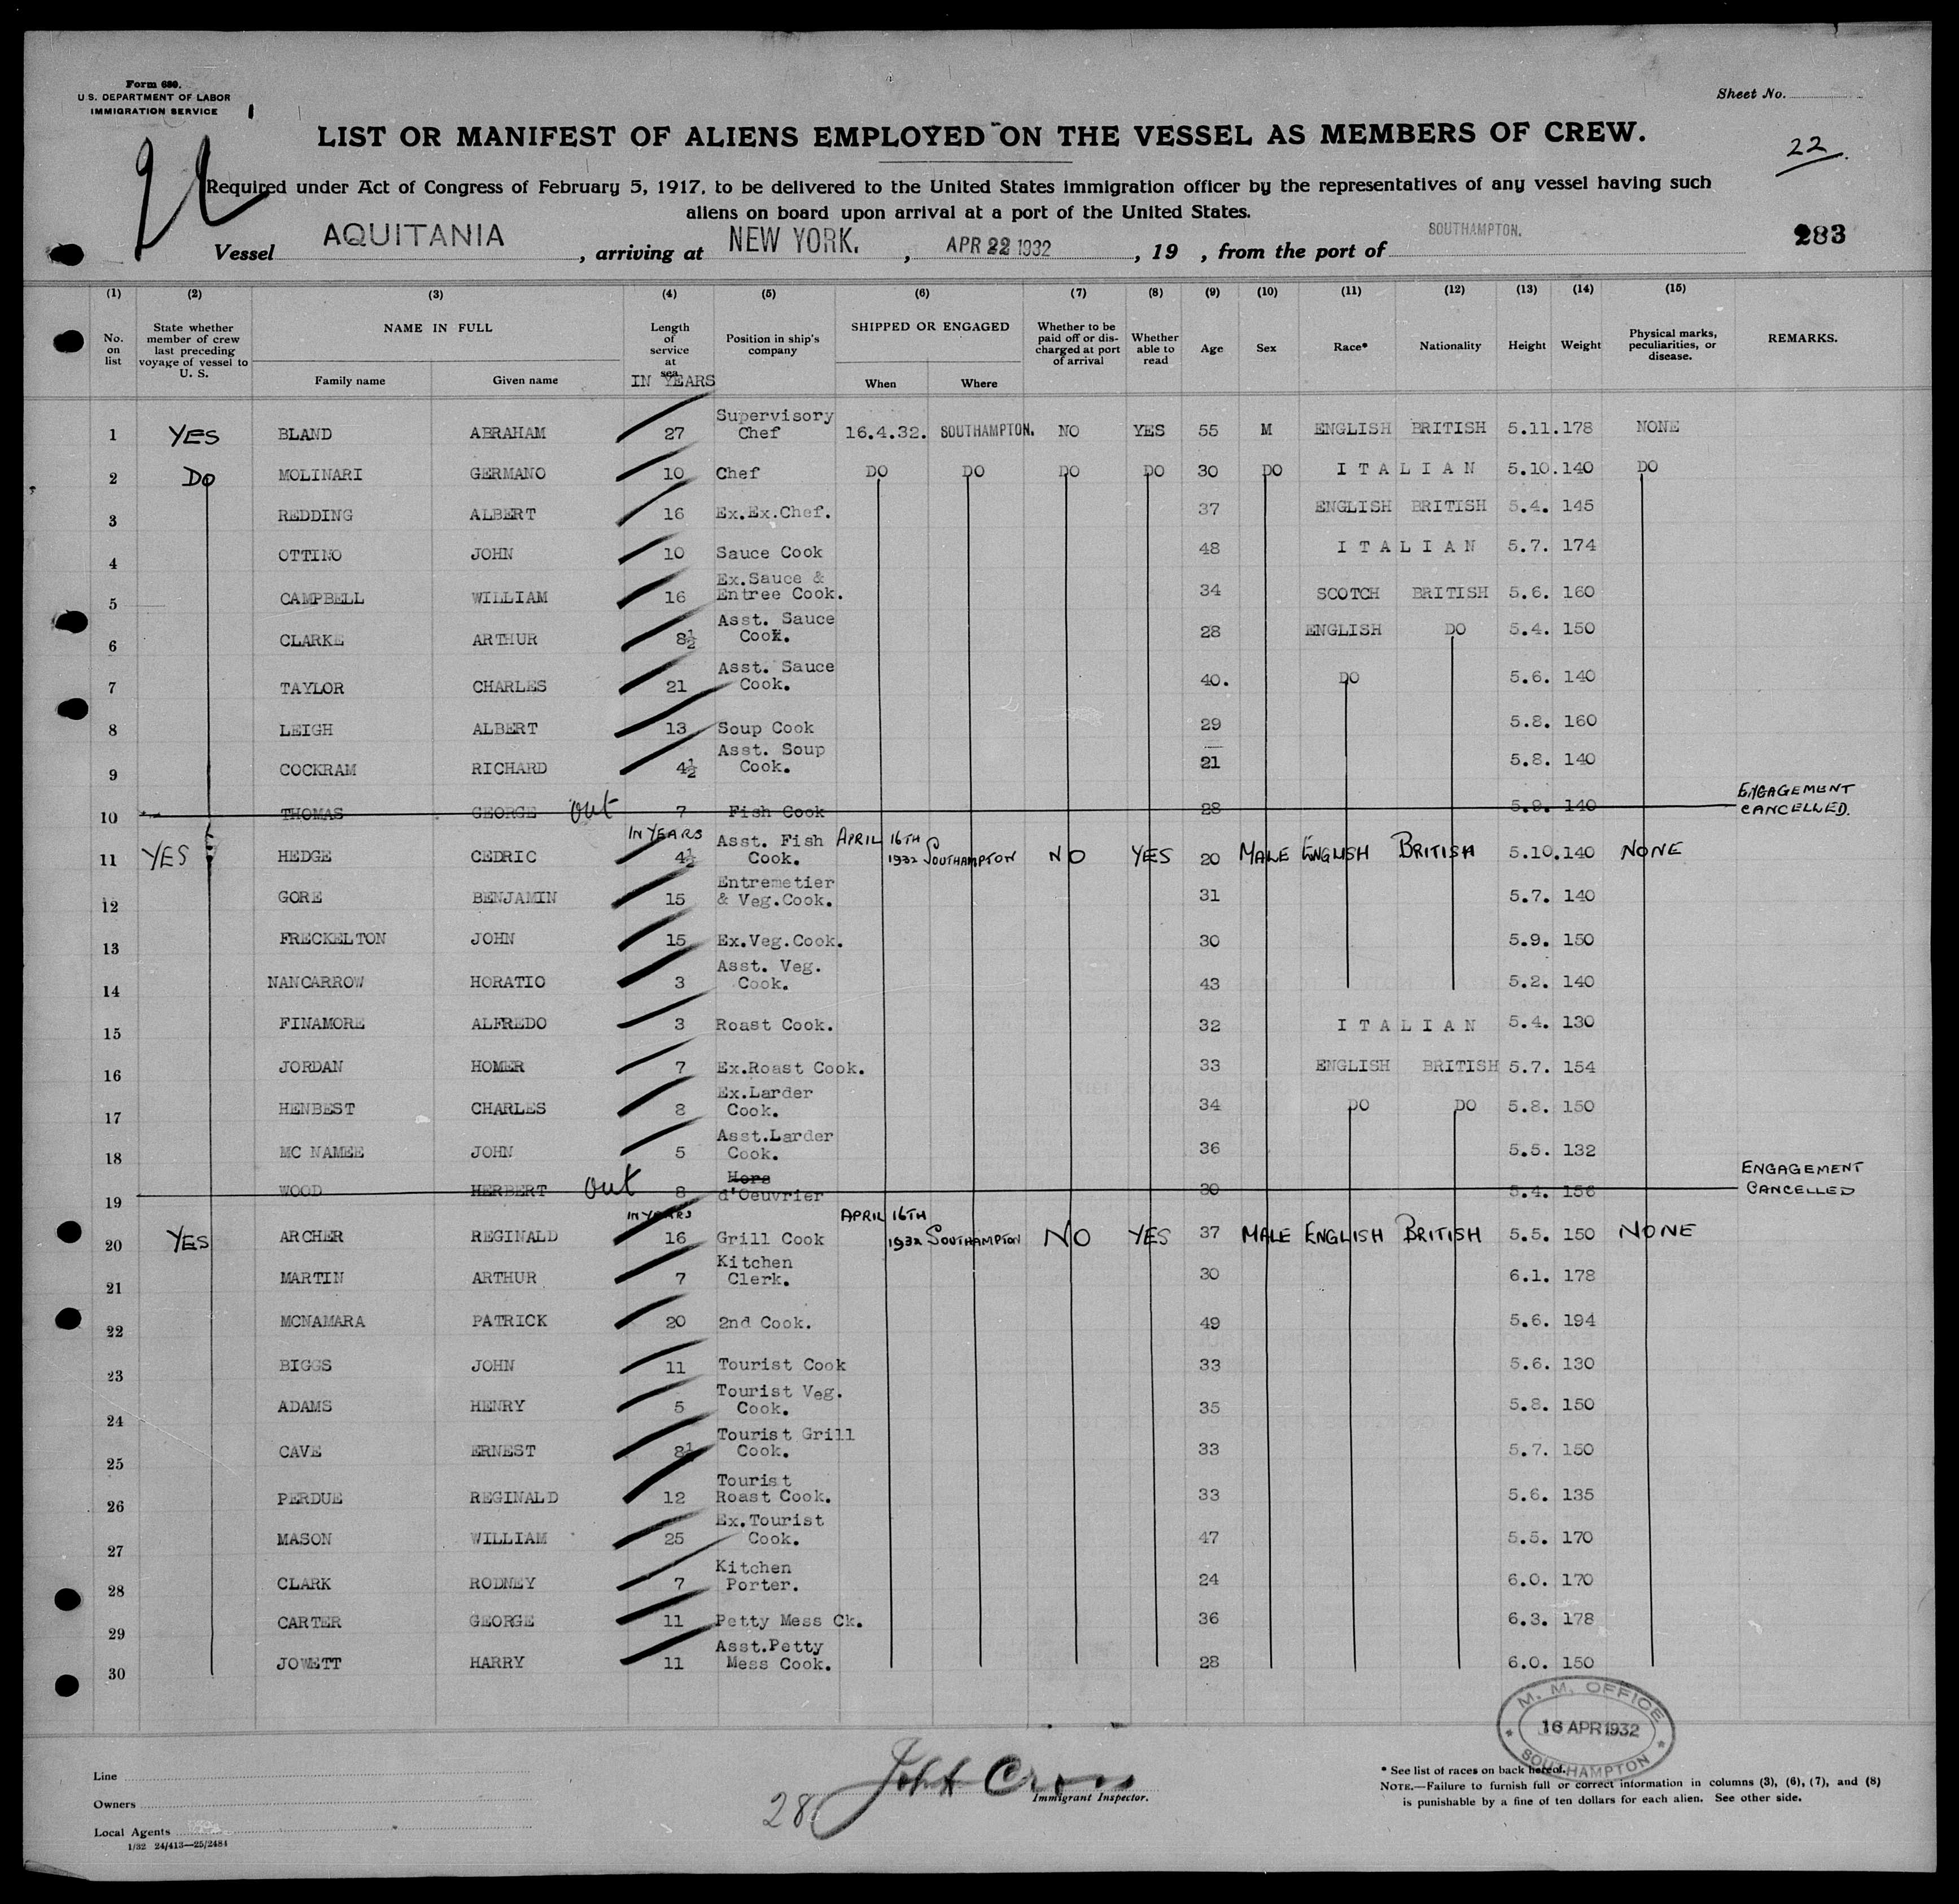 Form 680.
U.S. DEPARTMENT OF LABOR
IMMIGRATION SERVICE
Sheet No.
LIST OR MANIFEST OF ALIENS EMPLOYED ON THE VESSEL AS MEMBERS OF CREW.
22
Required under Act of Congress of February 5, 1917, to be delivered to the United States immigration officer by the representatives of any vessel having such
aliens on board upon arrival at a port of the United States.
Vessel AQUITANIA, arriving at NEW YORK., APR 22 1932, 19 , from the port of SOUTHAMPTON.
283
(1) (2) (3) (4) (5) (6) (7) (8) (9) (10) (11) (12) (13) (14) (15)
No. on list State whether member of crew last preceding voyage of vessel to U. S. NAME IN FULL Family name Given name Length of service at sea IN YEARS Position in ship's company SHIPPED OR ENGAGED When Where Whether to be paid off or discharged at port of arrival Whether able to read Age Sex Race* Nationality Height Weight Physical marks, peculiarities, or disease. REMARKS.
1 YES BLAND ABRAHAM 27 Supervisory Chef 16.4.32. SOUTHAMPTON. NO YES 55 M ENGLISH BRITISH 5.11. 178 NONE
2 DO MOLINARI GERMANO 10 Chef DO DO DO DO 30 DO ITALIAN 5.10. 140 DO
3 REDDING ALBERT 16 Ex.Ex.Chef. 37 ENGLISH BRITISH 5.4. 145
4 OTTINO JOHN 10 Sauce Cook 48 ITALIAN 5.7. 174
5 CAMPBELL WILLIAM 16 Ex.Sauce & Entree Cook. 34 SCOTCH BRITISH 5.6. 160
6 CLARKE ARTHUR 8½ Asst. Sauce Cook. 28 ENGLISH DO 5.4. 150
7 TAYLOR CHARLES 21 Asst. Sauce Cook. 40. DO 5.6. 140
8 LEIGH ALBERT 13 Soup Cook 29 5.8. 160
9 COCKRAM RICHARD 4½ Asst. Soup Cook. 21 5.8. 140
10 THOMAS GEORGE out 7 Fish Cook 28 5.9. 140 ENGAGEMENT CANCELLED.
11 YES HEDGE CEDRIC IN YEARS 4½ Asst. Fish Cook. APRIL 16TH 1932 SOUTHAMPTON NO YES 20 MALE ENGLISH BRITISH 5.10. 140 NONE
12 GORE BENJAMIN 15 Entremetier & Veg.Cook. 31 5.7. 140
13 FRECKELTON JOHN 15 Ex.Veg.Cook. 30 5.9. 150
14 NANCARROW HORATIO 3 Asst. Veg. Cook. 43 5.2. 140
15 FINAMORE ALFREDO 3 Roast Cook. 32 ITALIAN 5.4. 130
16 JORDAN HOMER 7 Ex.Roast Cook. 33 ENGLISH BRITISH 5.7. 154
17 HENBEST CHARLES 8 Ex.Larder Cook. 34 DO DO 5.8. 150
18 MC NAMEE JOHN 5 Asst.Larder Cook. 36 5.5. 132
19 WOOD HERBERT out 8 Hors d'Oeuvrier 30 5.4. 156 ENGAGEMENT CANCELLED
20 YES ARCHER REGINALD IN YEARS 16 Grill Cook APRIL 16TH 1932 SOUTHAMPTON NO YES 37 MALE ENGLISH BRITISH 5.5. 150 NONE
21 MARTIN ARTHUR 7 Kitchen Clerk. 30 6.1. 178
22 MCNAMARA PATRICK 20 2nd Cook. 49 5.6. 194
23 BIGGS JOHN 11 Tourist Cook 33 5.6. 130
24 ADAMS HENRY 5 Tourist Veg. Cook. 35 5.8. 150
25 CAVE ERNEST 8½ Tourist Grill Cook. 33 5.7. 150
26 PERDUE REGINALD 12 Tourist Roast Cook. 33 5.6. 135
27 MASON WILLIAM 25 Ex.Tourist Cook. 47 5.5. 170
28 CLARK RODNEY 7 Kitchen Porter. 24 6.0. 170
29 CARTER GEORGE 11 Petty Mess Ck. 36 6.3. 178
30 JOWETT HARRY 11 Asst.Petty Mess Cook. 28 6.0. 150
M. M. OFFICE
16 APR 1932
SOUTHAMPTON
Line
Owners
Local Agents
1/32 24/413—25/2481
28
Immigrant Inspector.
* See list of races on back hereof.
NOTE.—Failure to furnish full or correct information in columns (3), (6), (7), and (8)
is punishable by a fine of ten dollars for each alien. See other side.